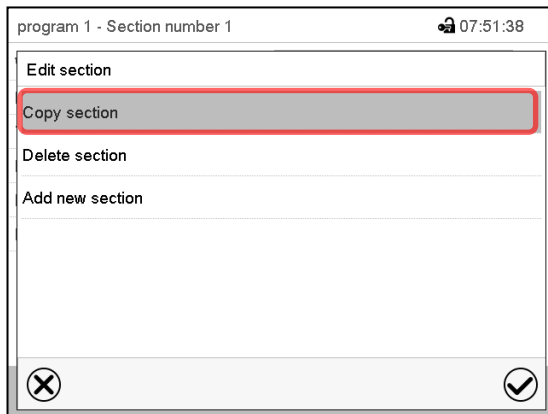 program 1 - Section number 1 07:51:38
Edit section
Copy section
Delete section
Add new section